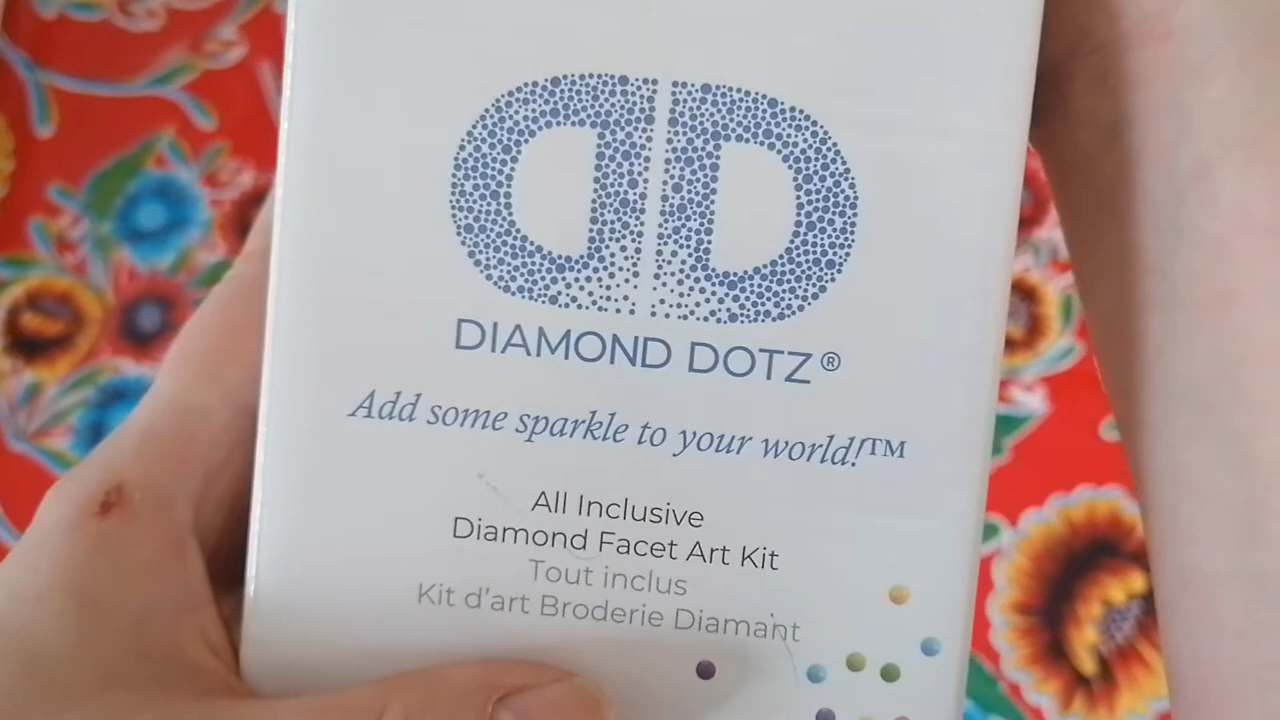 DIAMOND DOTZ®
Add some sparkle to your world!™
All Inclusive
Diamond Facet Art Kit
Tout inclus
Kit d'art Broderie Diamant